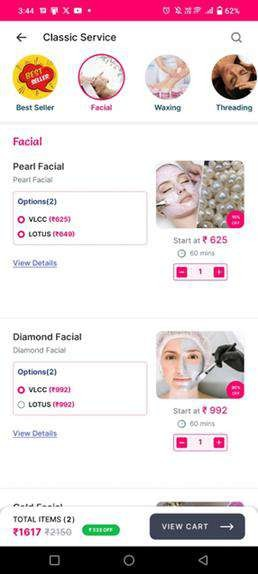 3:44
62%
Classic Service
BEST SELLER
Best Seller
Facial
Waxing
Threading
Facial
Pearl Facial
Pearl Facial
Options(2)
VLCC (₹625)
LOTUS (₹649)
View Details
Start at ₹ 625
60 mins
− 1 +
Diamond Facial
Diamond Facial
Options(2)
VLCC (₹992)
LOTUS (₹992)
View Details
Start at ₹ 992
60 mins
− 1 +
Gold Facial
TOTAL ITEMS (2)
₹1617 ₹2150
₹ 533 OFF
VIEW CART